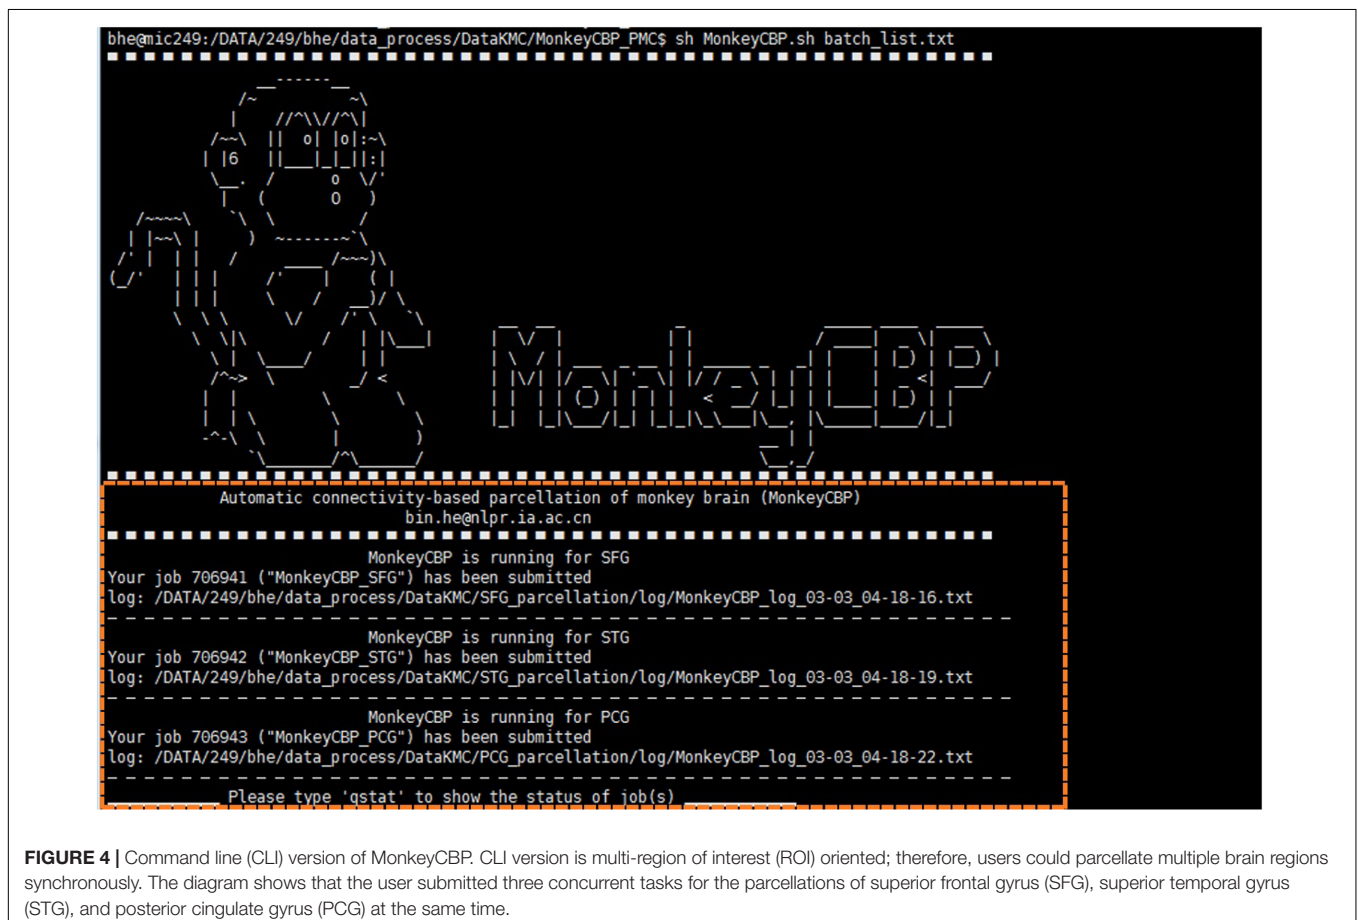 bhe@mic249:/DATA/249/bhe/data_process/DataKMC/MonkeyCBP_PMC$ sh MonkeyCBP.sh batch_list.txt
MonkeyCBP
Automatic connectivity-based parcellation of monkey brain (MonkeyCBP)
bin.he@nlpr.ia.ac.cn
MonkeyCBP is running for SFG
Your job 706941 ("MonkeyCBP_SFG") has been submitted
log: /DATA/249/bhe/data_process/DataKMC/SFG_parcellation/log/MonkeyCBP_log_03-03_04-18-16.txt
MonkeyCBP is running for STG
Your job 706942 ("MonkeyCBP_STG") has been submitted
log: /DATA/249/bhe/data_process/DataKMC/STG_parcellation/log/MonkeyCBP_log_03-03_04-18-19.txt
MonkeyCBP is running for PCG
Your job 706943 ("MonkeyCBP_PCG") has been submitted
log: /DATA/249/bhe/data_process/DataKMC/PCG_parcellation/log/MonkeyCBP_log_03-03_04-18-22.txt
____________ Please type 'qstat' to show the status of job(s) ____________
FIGURE 4 | Command line (CLI) version of MonkeyCBP. CLI version is multi-region of interest (ROI) oriented; therefore, users could parcellate multiple brain regions
synchronously. The diagram shows that the user submitted three concurrent tasks for the parcellations of superior frontal gyrus (SFG), superior temporal gyrus
(STG), and posterior cingulate gyrus (PCG) at the same time.